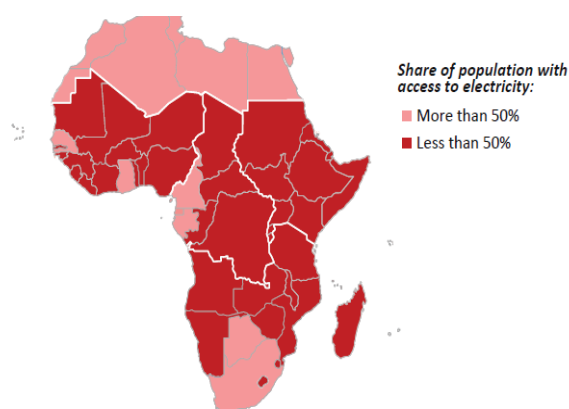 Share of population with
access to electricity:
More than 50%
Less than 50%